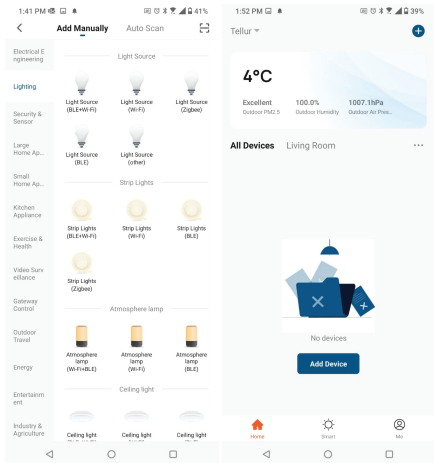 1:41 PM
41%
Add Manually Auto Scan
Electrical E
ngineering
Lighting
Security &
Sensor
Large
Home Ap...
Small
Home Ap...
Kitchen
Appliance
Exercise &
Health
Video Surv
eillance
Gateway
Control
Outdoor
Travel
Energy
Entertainm
ent
Industry &
Agriculture
Light Source
Light Source
(BLE+Wi-Fi)
Light Source
(Wi-Fi)
Light Source
(Zigbee)
Light Source
(BLE)
Light Source
(other)
Strip Lights
Strip Lights
(BLE+Wi-Fi)
Strip Lights
(Wi-Fi)
Strip Lights
(BLE)
Strip Lights
(Zigbee)
Atmosphere lamp
Atmosphere
lamp
(Wi-Fi+BLE)
Atmosphere
lamp
(Wi-Fi)
Atmosphere
lamp
(BLE)
Ceiling light
Ceiling light
Ceiling light
Ceiling light
1:52 PM
39%
Tellur
4°C
Excellent 100.0% 1007.1hPa
Outdoor PM2.5 Outdoor Humidity Outdoor Air Pres...
All Devices Living Room
No devices
Add Device
Home Smart Me